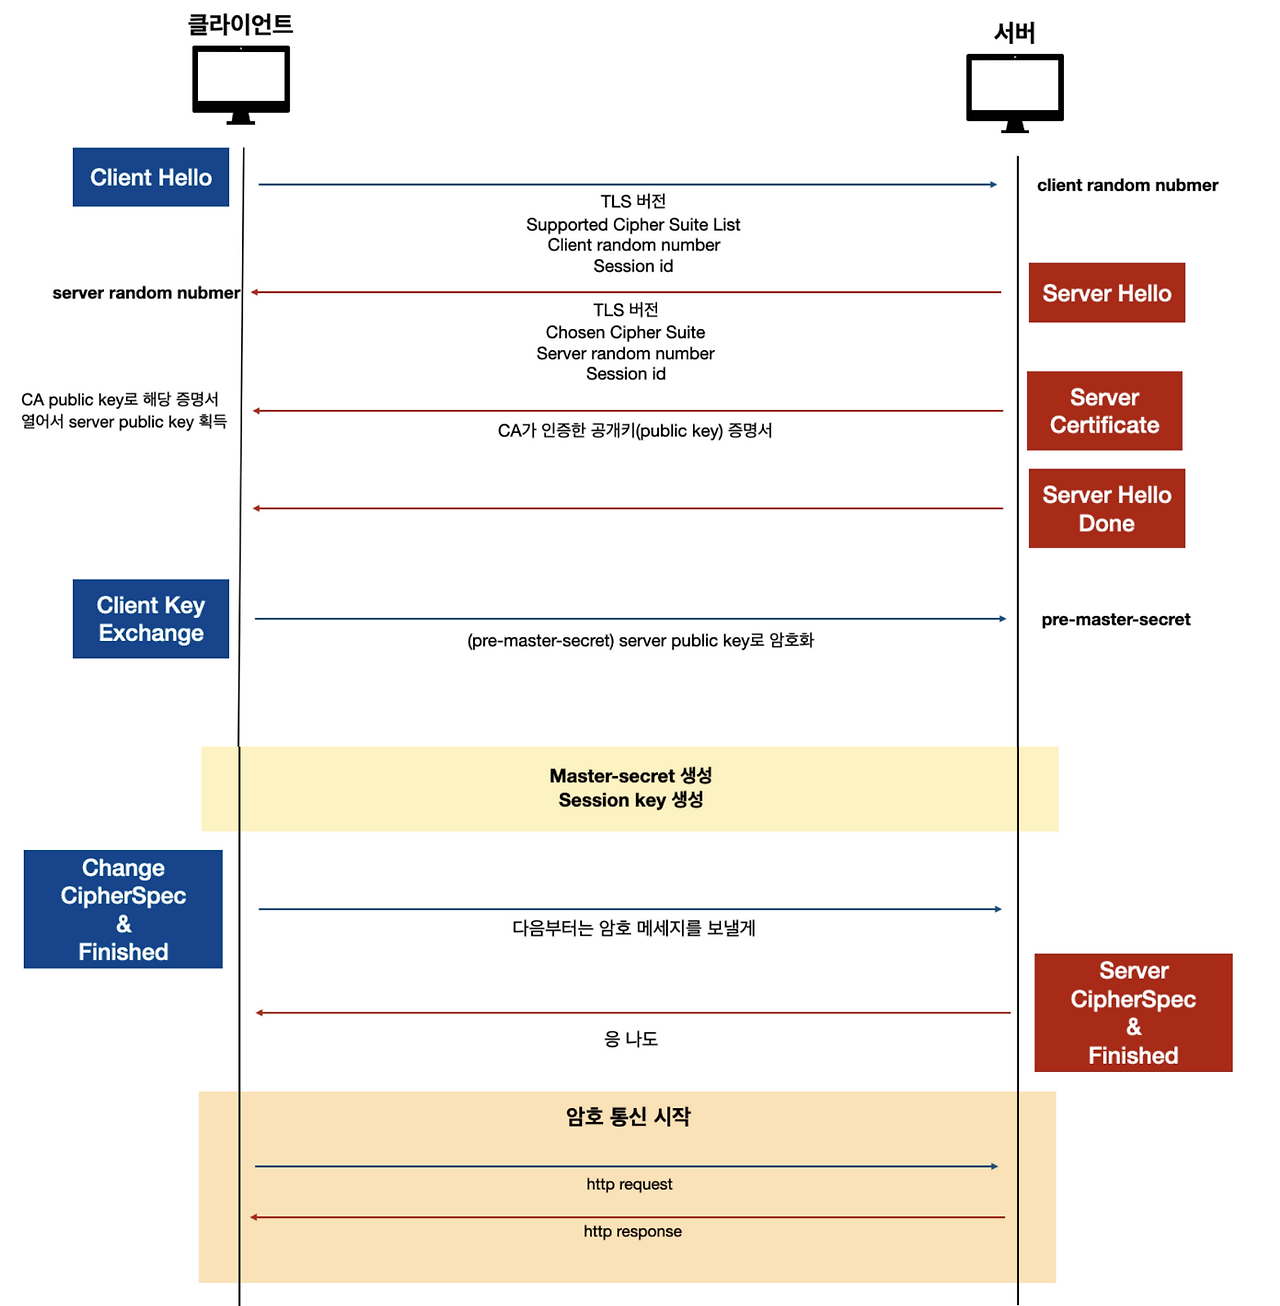 클라이언트
서버
Client Hello
client random nubmer
TLS 버전
Supported Cipher Suite List
Client random number
Session id
server random nubmer
Server Hello
TLS 버전
Chosen Cipher Suite
Server random number
Session id
CA public key로 해당 증명서
열어서 server public key 획득
Server
Certificate
CA가 인증한 공개키(public key) 증명서
Server Hello
Done
Client Key
Exchange
(pre-master-secret) server public key로 암호화
pre-master-secret
Master-secret 생성
Session key 생성
Change
CipherSpec
&
Finished
다음부터는 암호 메세지를 보낼게
Server
CipherSpec
&
Finished
응 나도
암호 통신 시작
http request
http response